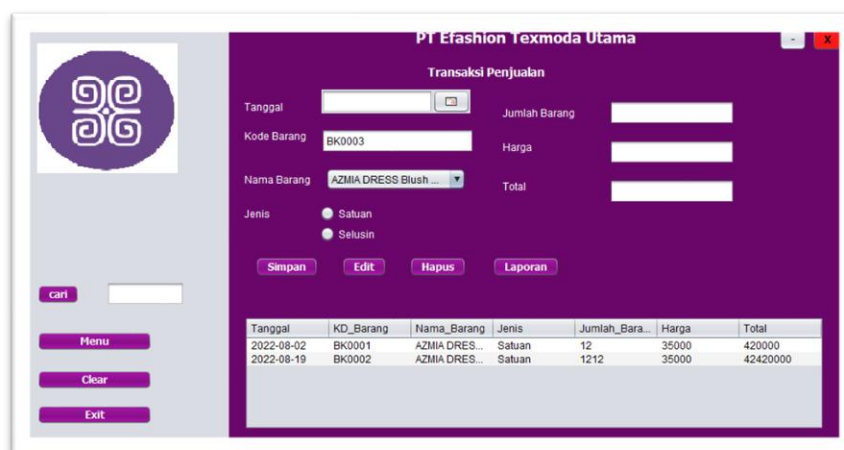 PT Efashion Texmoda Utama
- X
Transaksi Penjualan
Tanggal
Kode Barang BK0003
Nama Barang AZMIA DRESS Blush ...
Jenis Satuan
Selusin
Jumlah Barang
Harga
Total
Simpan Edit Hapus Laporan
cari
Menu
Clear
Exit
Tanggal KD_Barang Nama_Barang Jenis Jumlah_Bara... Harga Total
2022-08-02 BK0001 AZMIA DRES... Satuan 12 35000 420000
2022-08-19 BK0002 AZMIA DRES... Satuan 1212 35000 42420000